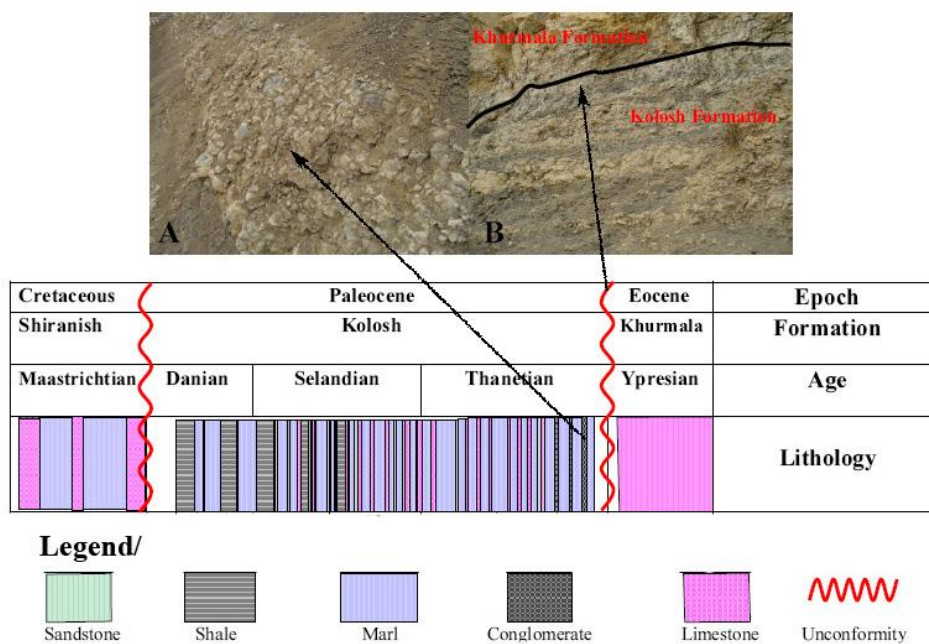 Khurmala Formation
Kolosh Formation
A
B
Cretaceous Paleocene Eocene Epoch
Shiranish Kolosh Khurmala Formation
Maastrichtian Danian Selandian Thanetian Ypresian Age
Lithology
Legend/
Sandstone Shale Marl Conglomerate Limestone Unconformity